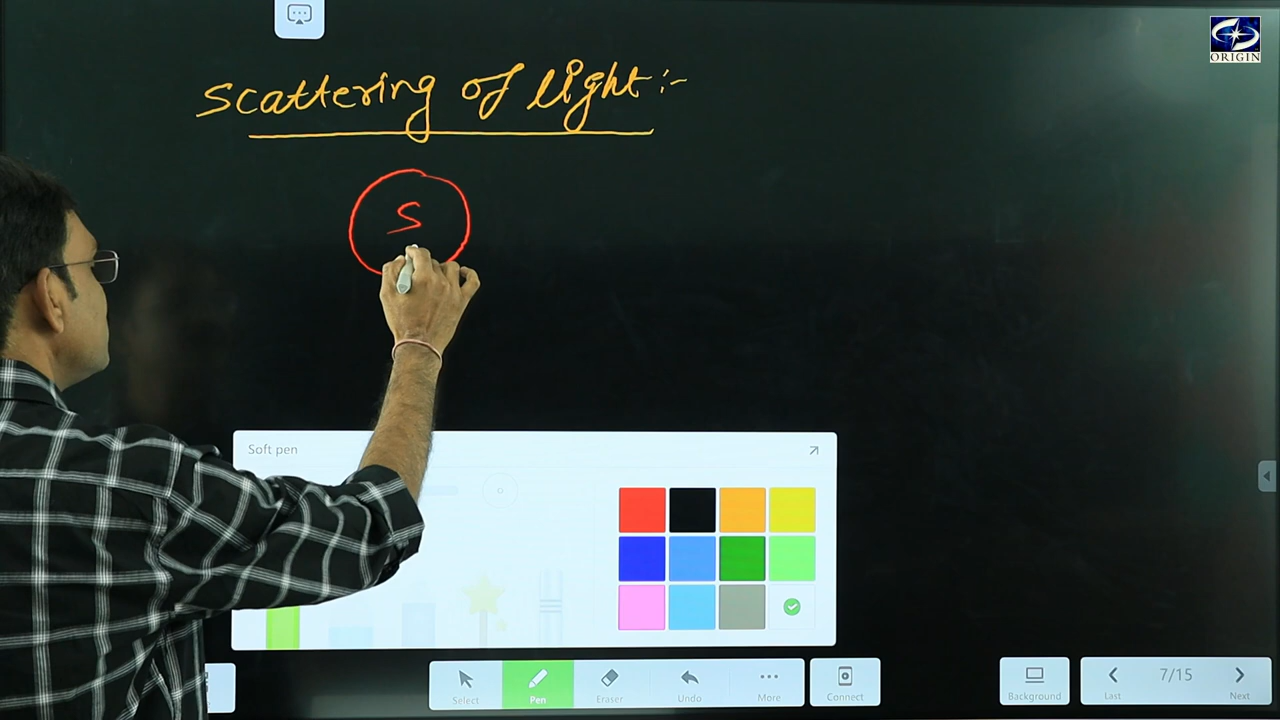 ORIGIN
Scattering of light :-
S
Soft pen
Select
Pen
Eraser
Undo
More
Connect
Background
Last
7/15
Next